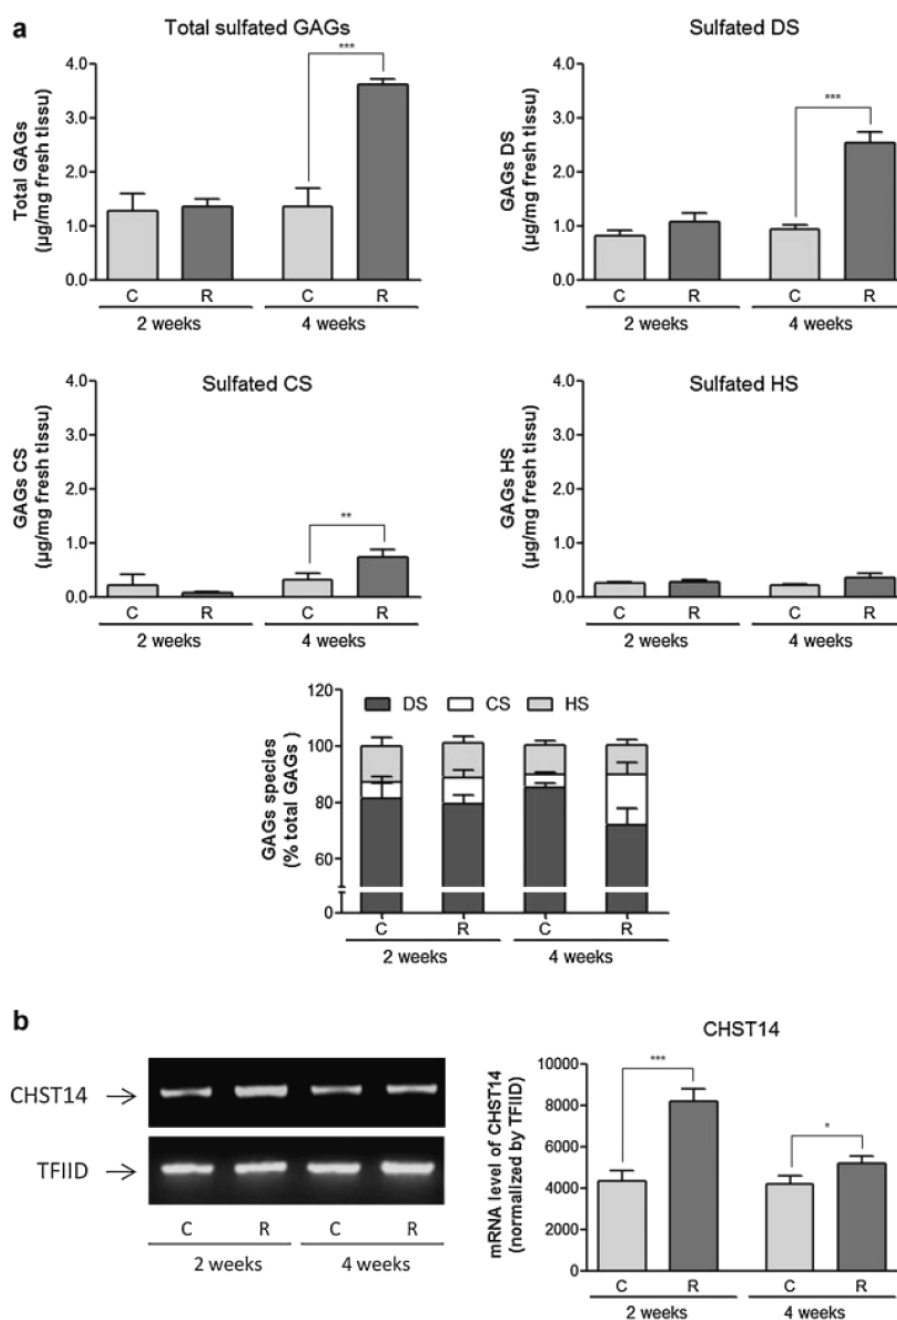 a
Total sulfated GAGs
Total GAGs
(µg/mg fresh tissu)
4.0
3.0
2.0
1.0
0.0
***
C R C R
2 weeks 4 weeks
Sulfated DS
GAGs DS
(µg/mg fresh tissu)
4.0
3.0
2.0
1.0
0.0
***
C R C R
2 weeks 4 weeks
Sulfated CS
GAGs CS
(µg/mg fresh tissu)
4.0
3.0
2.0
1.0
0.0
**
C R C R
2 weeks 4 weeks
Sulfated HS
GAGs HS
(µg/mg fresh tissu)
4.0
3.0
2.0
1.0
0.0
C R C R
2 weeks 4 weeks
GAGs species
(% total GAGs )
120
100
80
60
0
DS CS HS
C R C R
2 weeks 4 weeks
b
CHST14
TFIID
C R C R
2 weeks 4 weeks
CHST14
mRNA level of CHST14
(normalized by TFIID)
10000
8000
6000
4000
2000
0
***
*
C R C R
2 weeks 4 weeks